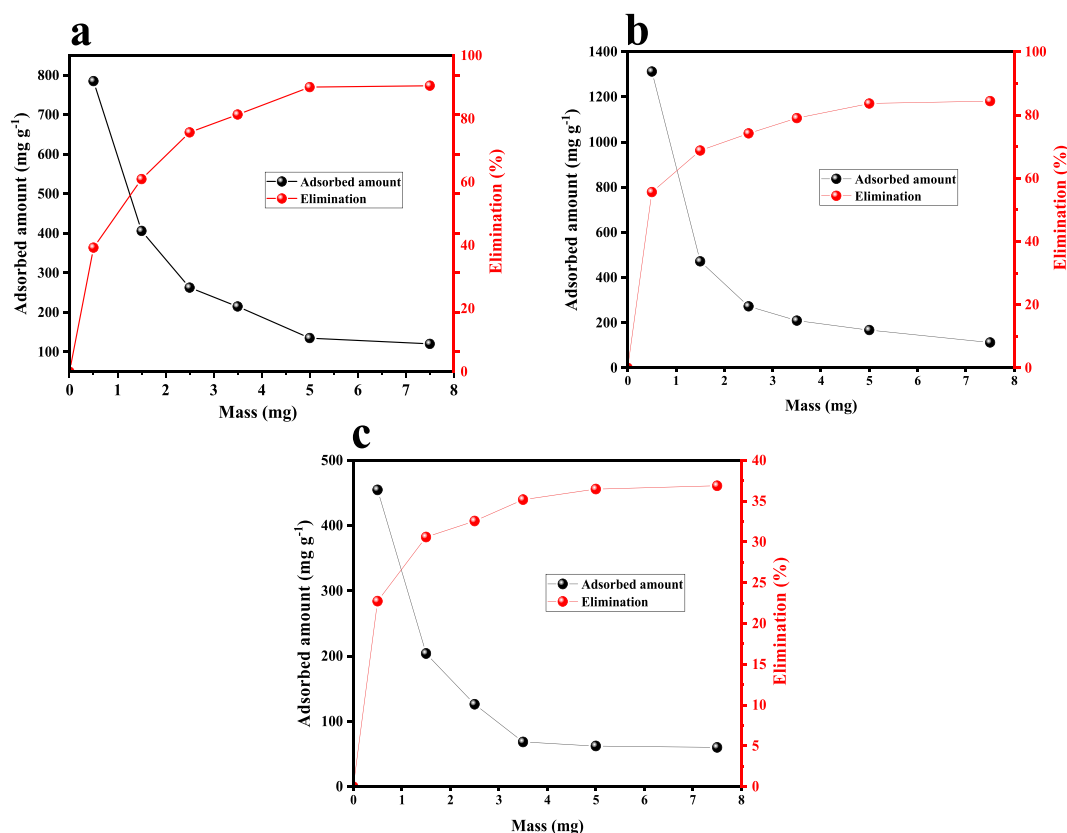 a
Adsorbed amount (mg g-1)
800
700
600
500
400
300
200
100
0 1 2 3 4 5 6 7 8
Mass (mg)
100
80
60
40
20
0
Elimination (%)
Adsorbed amount
Elimination
b
Adsorbed amount (mg g-1)
1400
1200
1000
800
600
400
200
0
0 1 2 3 4 5 6 7 8
Mass (mg)
100
80
60
40
20
0
Elimination (%)
Adsorbed amount
Elimination
c
Adsorbed amount (mg g-1)
500
400
300
200
100
0
0 1 2 3 4 5 6 7 8
Mass (mg)
40
35
30
25
20
15
10
5
0
Elimination (%)
Adsorbed amount
Elimination